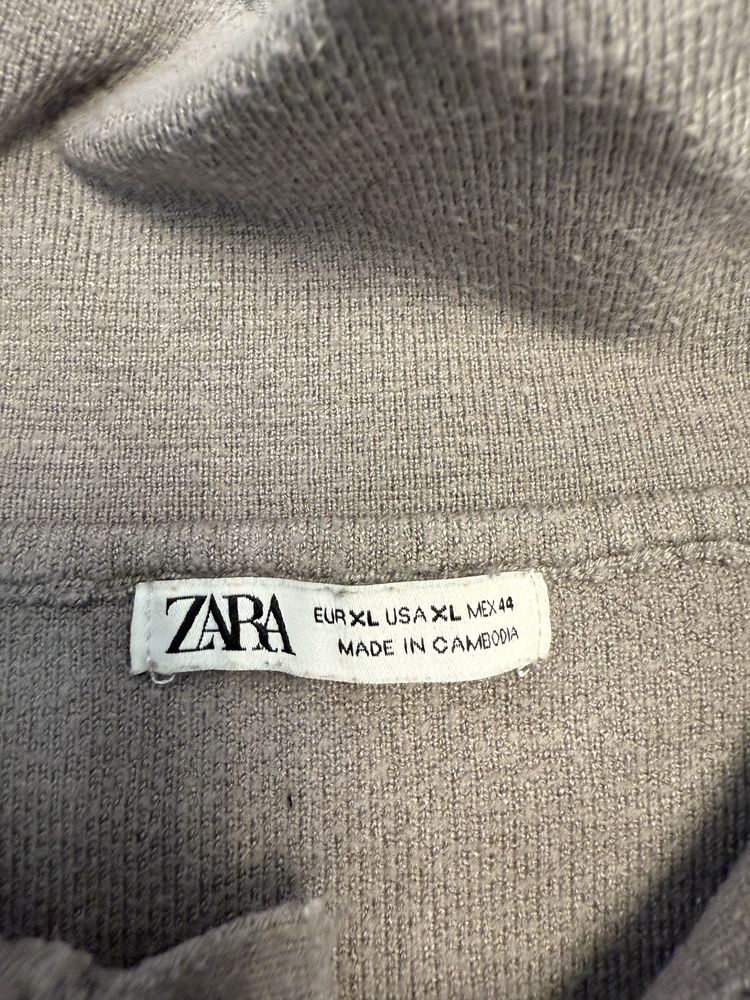 ZARA
EUR XL USA XL MEX 44
MADE IN CAMBODIA